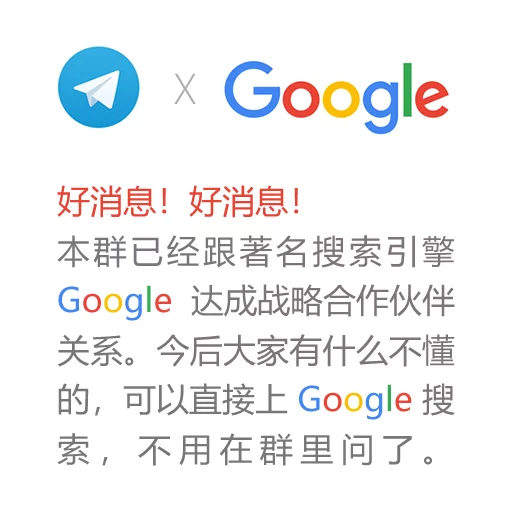 X Google
好消息！好消息！
本群已经跟著名搜索引擎
Google 达成战略合作伙伴
关系。今后大家有什么不懂
的，可以直接上 Google 搜
索，不用在群里问了。